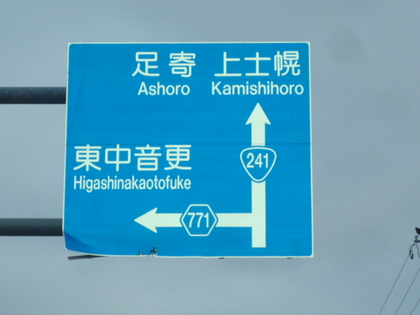 足寄 上士幌
Ashoro Kamishihoro
241
東中音更
Higashinakaotofuke
771